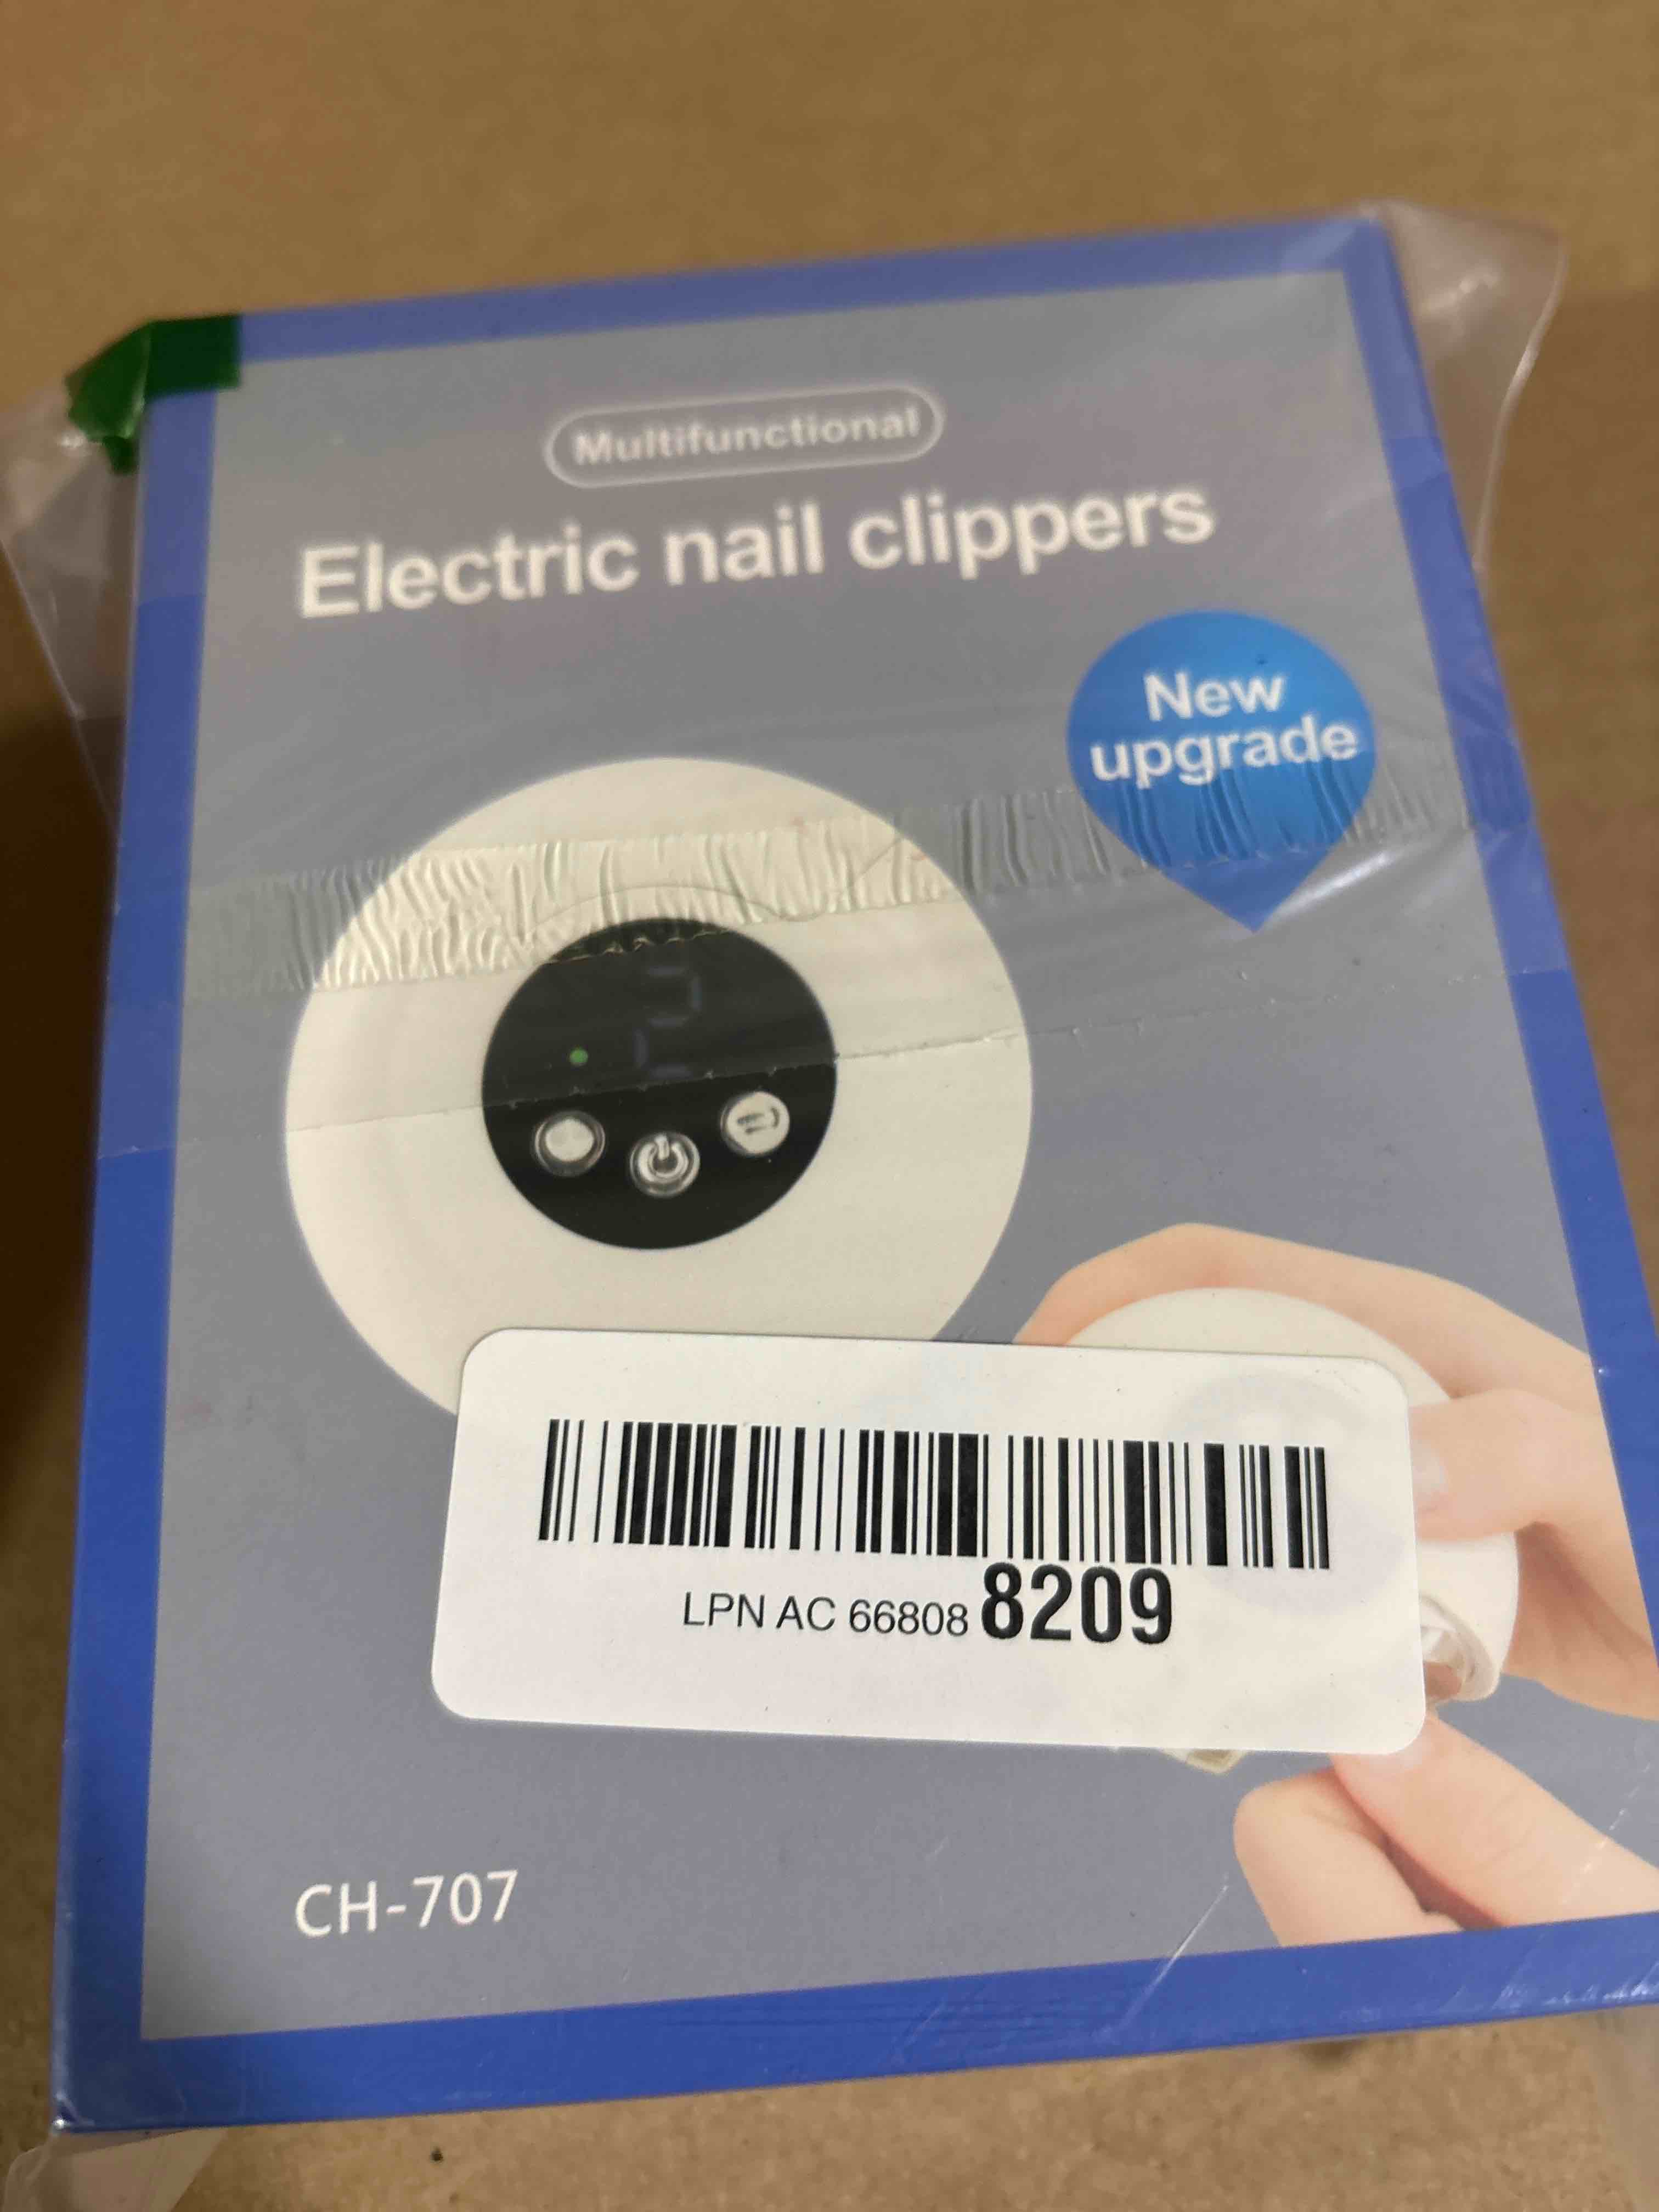 Multifunctional
Electric nail clippers
New
upgrade
LPN AC 66808 8209
CH-707